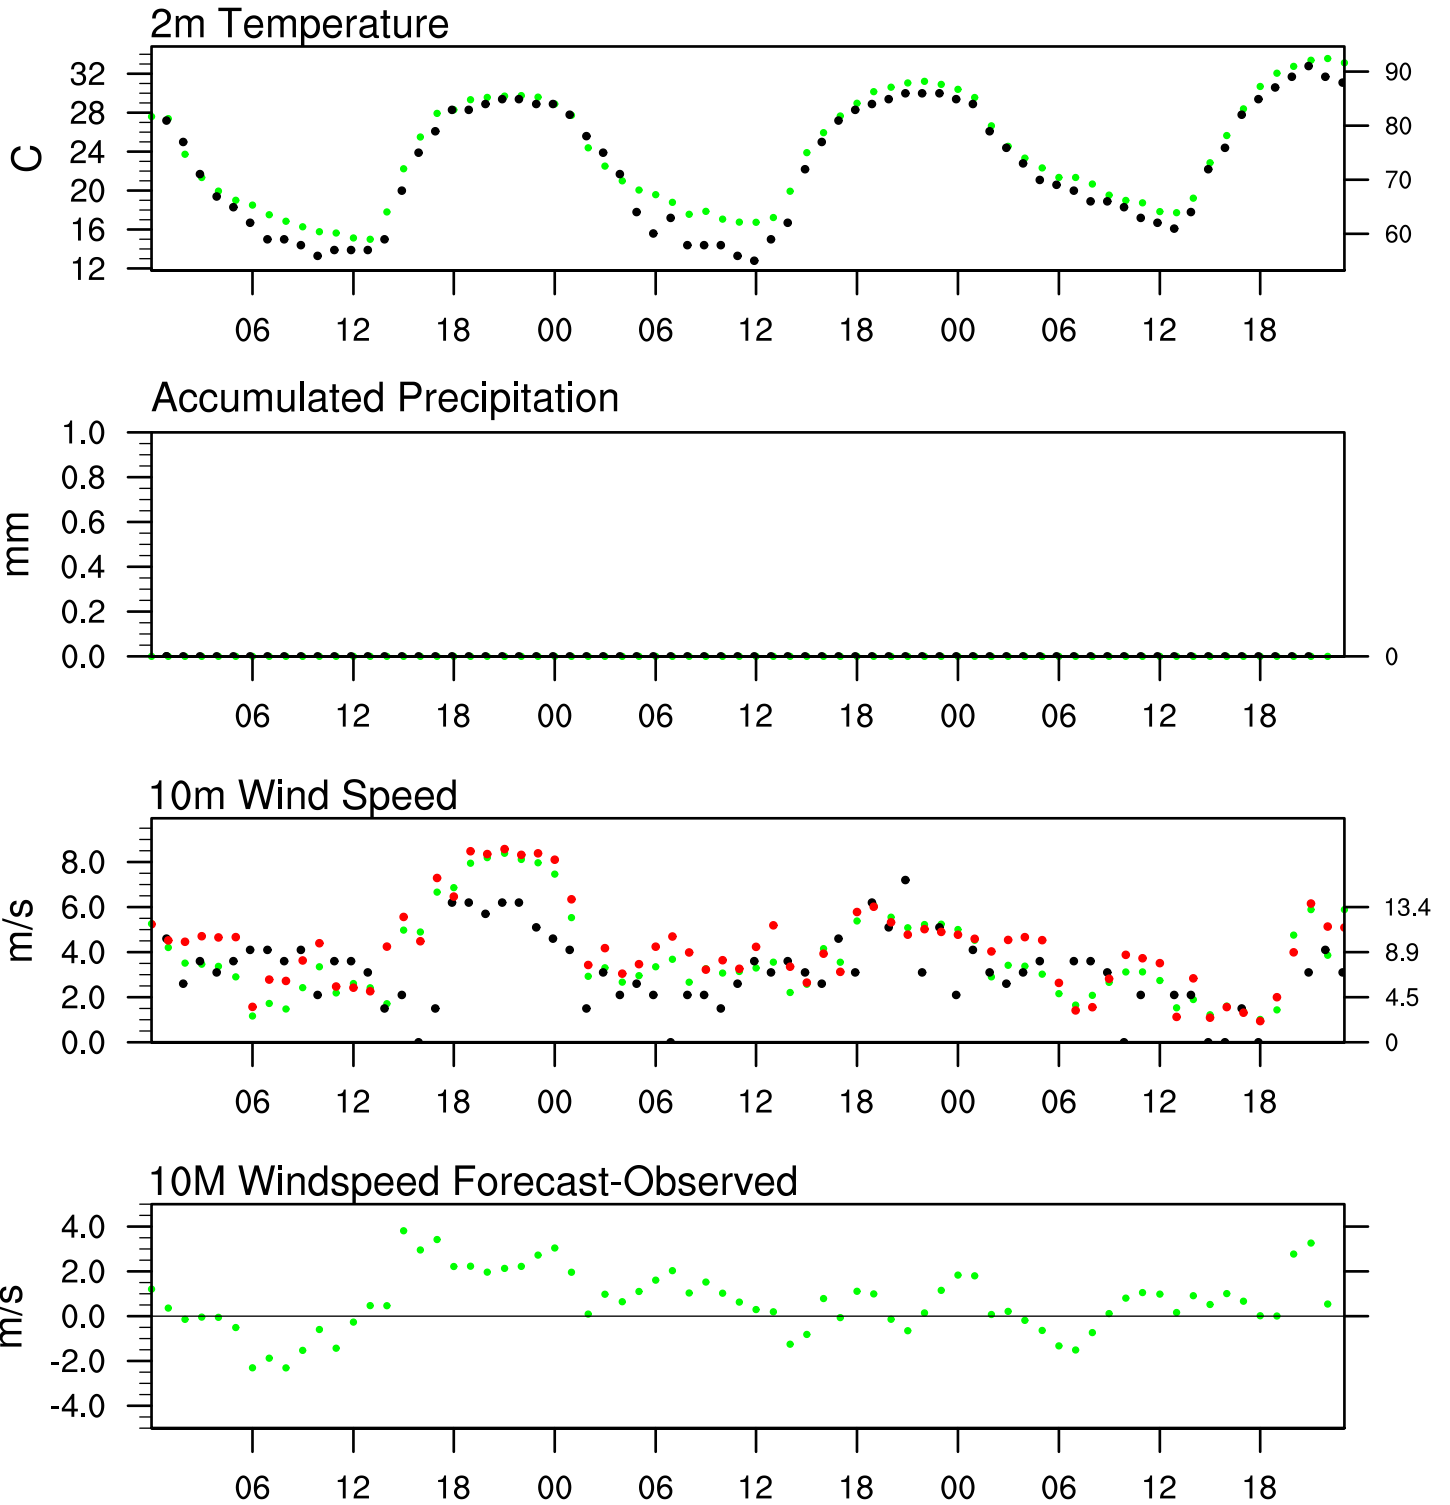 2m Temperature
32
28
24
20
16
12
C
90
80
70
60
06 12 18 00 06 12 18 00 06 12 18
Accumulated Precipitation
1.0
0.8
0.6
0.4
0.2
0.0
mm
0
06 12 18 00 06 12 18 00 06 12 18
10m Wind Speed
8.0
6.0
4.0
2.0
0.0
m/s
13.4
8.9
4.5
0
06 12 18 00 06 12 18 00 06 12 18
10M Windspeed Forecast-Observed
4.0
2.0
0.0
-2.0
-4.0
m/s
06 12 18 00 06 12 18 00 06 12 18